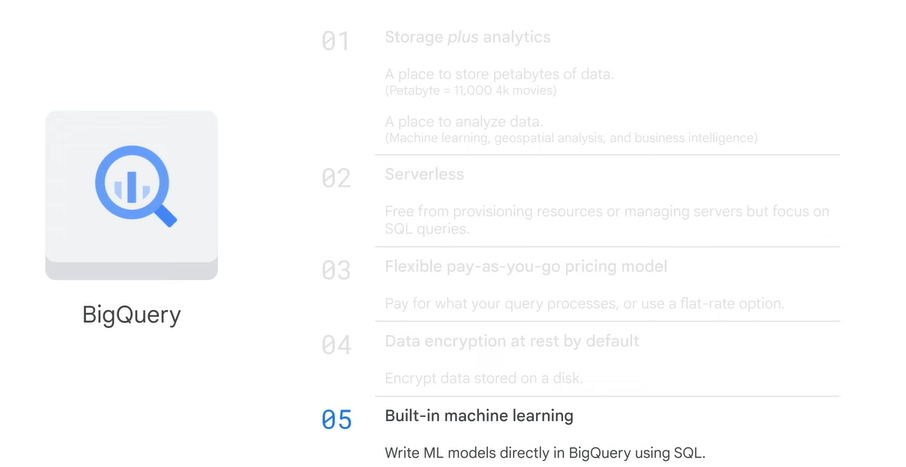 01 Storage plus analytics
A place to store petabytes of data.
(Petabyte = 11,000 4k movies)
A place to analyze data.
(Machine learning, geospatial analysis, and business intelligence)
02 Serverless
Free from provisioning resources or managing servers but focus on
SQL queries.
03 Flexible pay-as-you-go pricing model
Pay for what your query processes, or use a flat-rate option.
04 Data encryption at rest by default
Encrypt data stored on a disk.
05 Built-in machine learning
Write ML models directly in BigQuery using SQL.
BigQuery